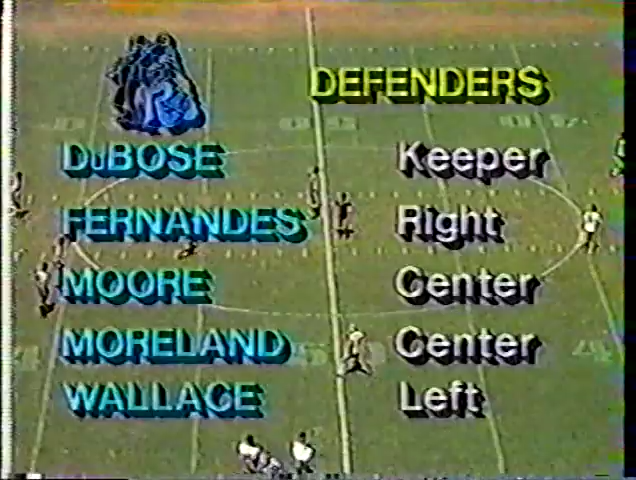 DEFENDERS
DuBOSE Keeper
FERNANDES Right
MOORE Center
MORELAND Center
WALLACE Left